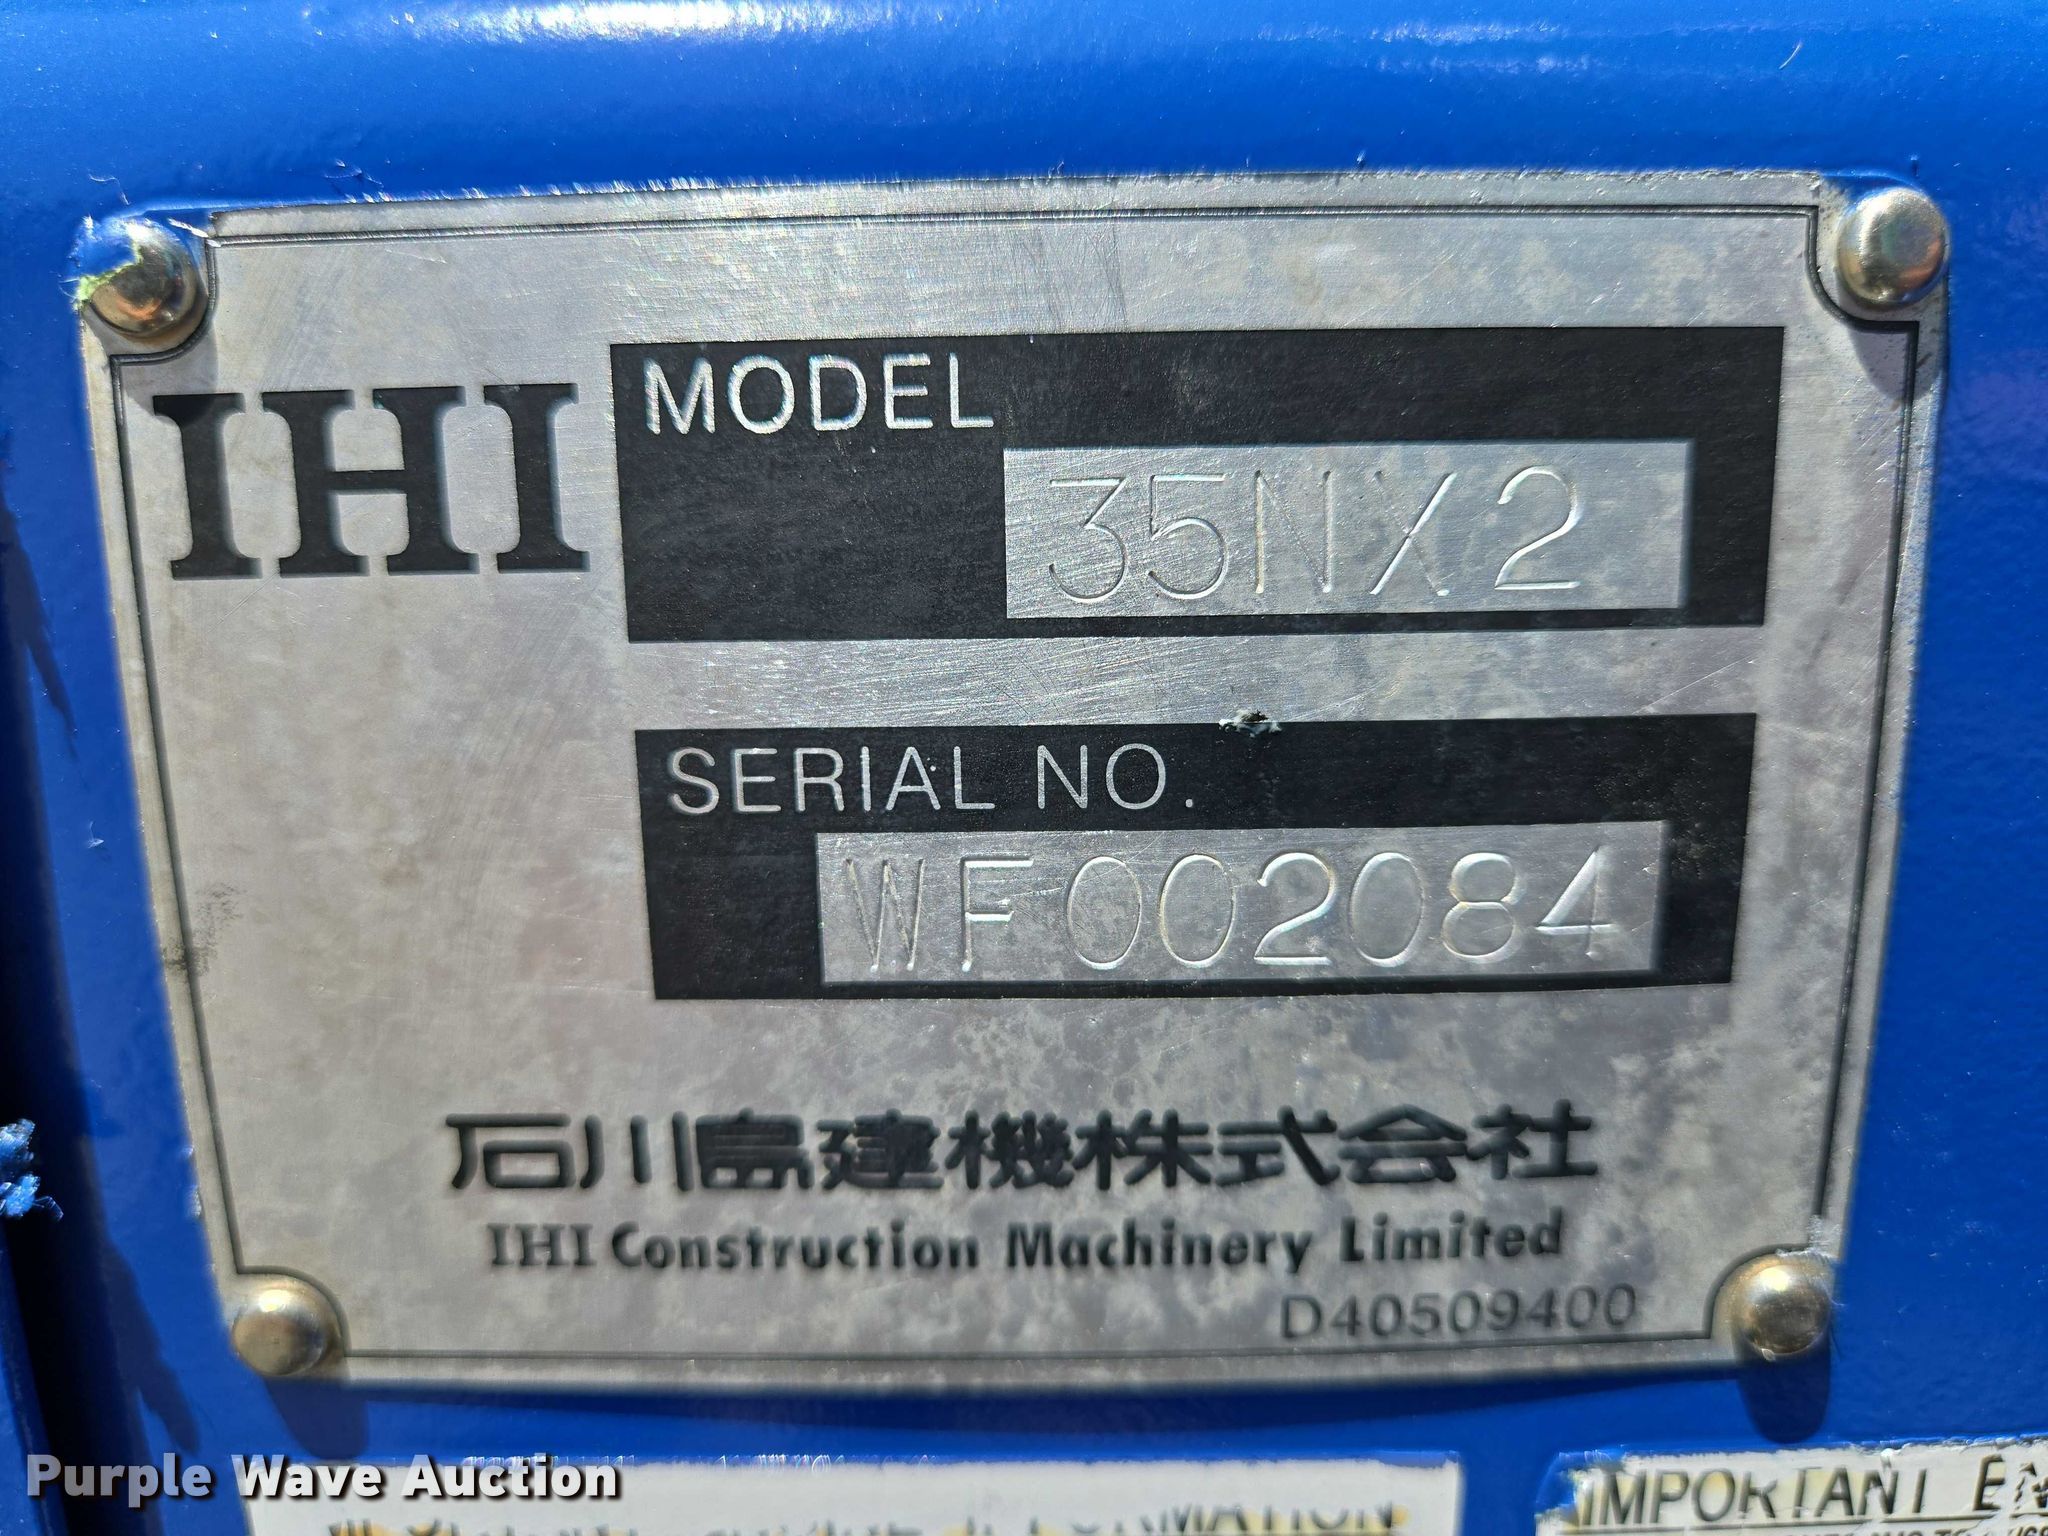 IHI
MODEL
35NX2
SERIAL NO.
WF002084
石川島建機株式会社
IHI Construction Machinery Limited
D40509400
Purple Wave Auction
INFORMATION
IMPORTANT